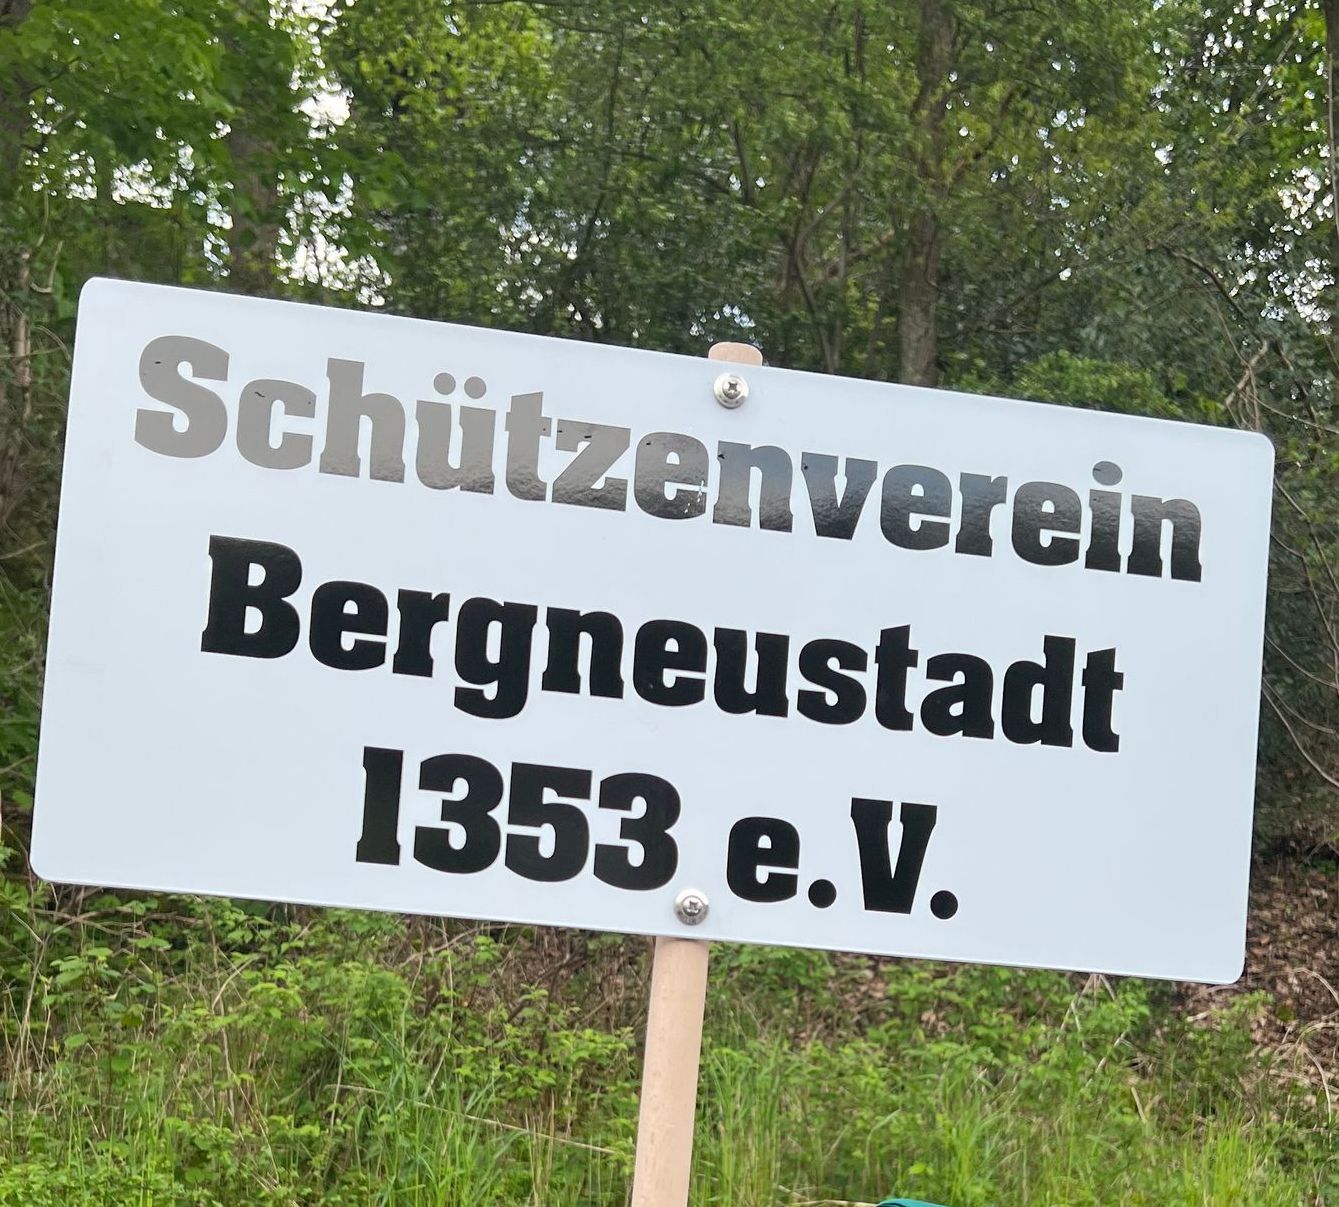 Schützenverein
Bergneustadt
1353 e.V.